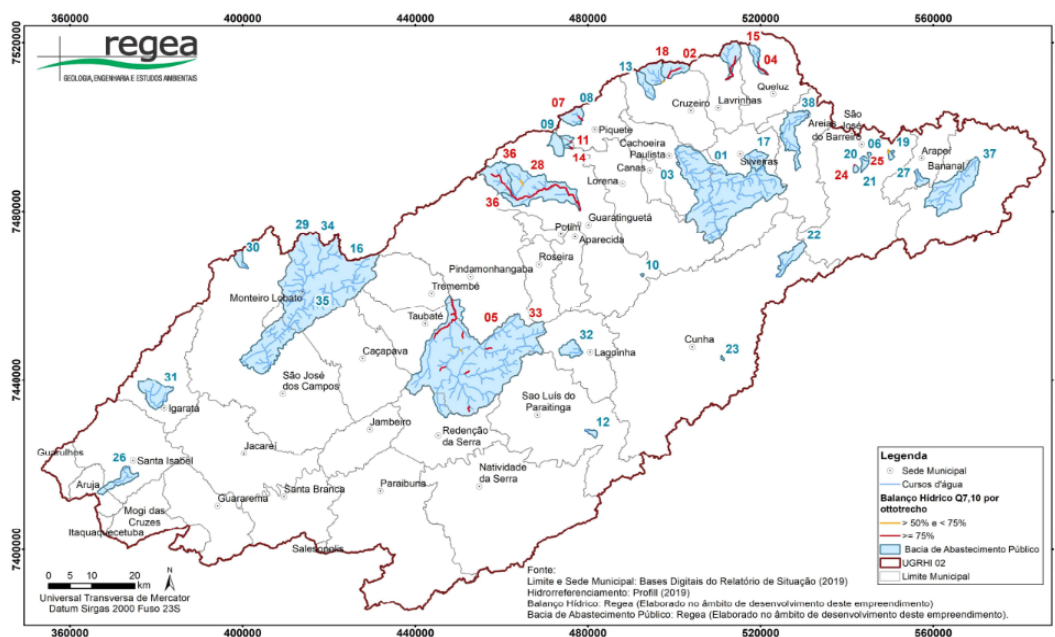 360000 400000 440000 480000 520000 560000
7520000
7480000
7440000
7400000
regea
GEOLOGIA, ENGENHARIA E ESTUDOS AMBIENTAIS
15
18 02
04
13
Queluz
07 08
Cruzeiro
Lavrinhas
38
Areias
São
José
do Barreiro
09
Piquete
11
14
Cachoeira
Paulista
01
17
Silveiras
06 19
20
25
Arapeí
Bananal
37
24
21
27
36
28
Canas
03
Lorena
36
Guaratinguetá
Potim
Aparecida
22
29 34
30
16
Roseira
10
Pindamonhangaba
Monteiro Lobato
35
Tremembé
Taubaté
05
33
32
Lagoinha
Cunha
23
Caçapava
31
São José
dos Campos
Igaratá
Sao Luís do
Paraitinga
12
Jambeiro
Redenção
da Serra
Jacareí
Guarulhos
26
Santa Isabel
Natividade
da Serra
Arujá
Santa Branca
Paraibuna
Mogi das
Cruzes
Guararema
Itaquaquecetuba
Salesópolis
Legenda
Sede Municipal
Cursos d'água
Balanço Hídrico Q7,10 por
ottotrecho
> 50% e < 75%
>= 75%
Bacia de Abastecimento Público
UGRHI 02
Limite Municipal
0 5 10 20
km
N
Universal Transversa de Mercator
Datum Sirgas 2000 Fuso 23S
Fonte:
Limite e Sede Municipal: Bases Digitais do Relatório de Situação (2019)
Hidrorreferenciamento: Profill (2019)
Balanço Hídrico: Regea (Elaborado no âmbito de desenvolvimento deste empreendimento)
Bacia de Abastecimento Público: Regea (Elaborado no âmbito de desenvolvimento deste empreendimento).
360000 400000 440000 480000 520000 560000